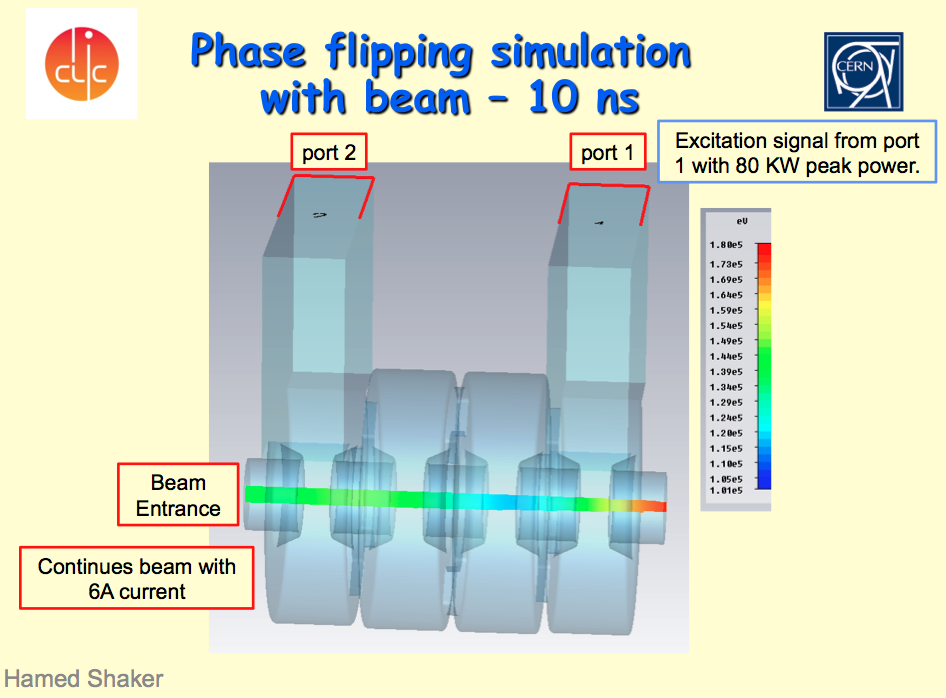 clic
Phase flipping simulation
with beam – 10 ns
CERN
port 2
port 1
Excitation signal from port
1 with 80 KW peak power.
2
1
eV
1.80e5
1.73e5
1.69e5
1.64e5
1.59e5
1.54e5
1.49e5
1.44e5
1.39e5
1.34e5
1.29e5
1.24e5
1.20e5
1.15e5
1.10e5
1.05e5
1.01e5
Beam
Entrance
Continues beam with
6A current
Hamed Shaker